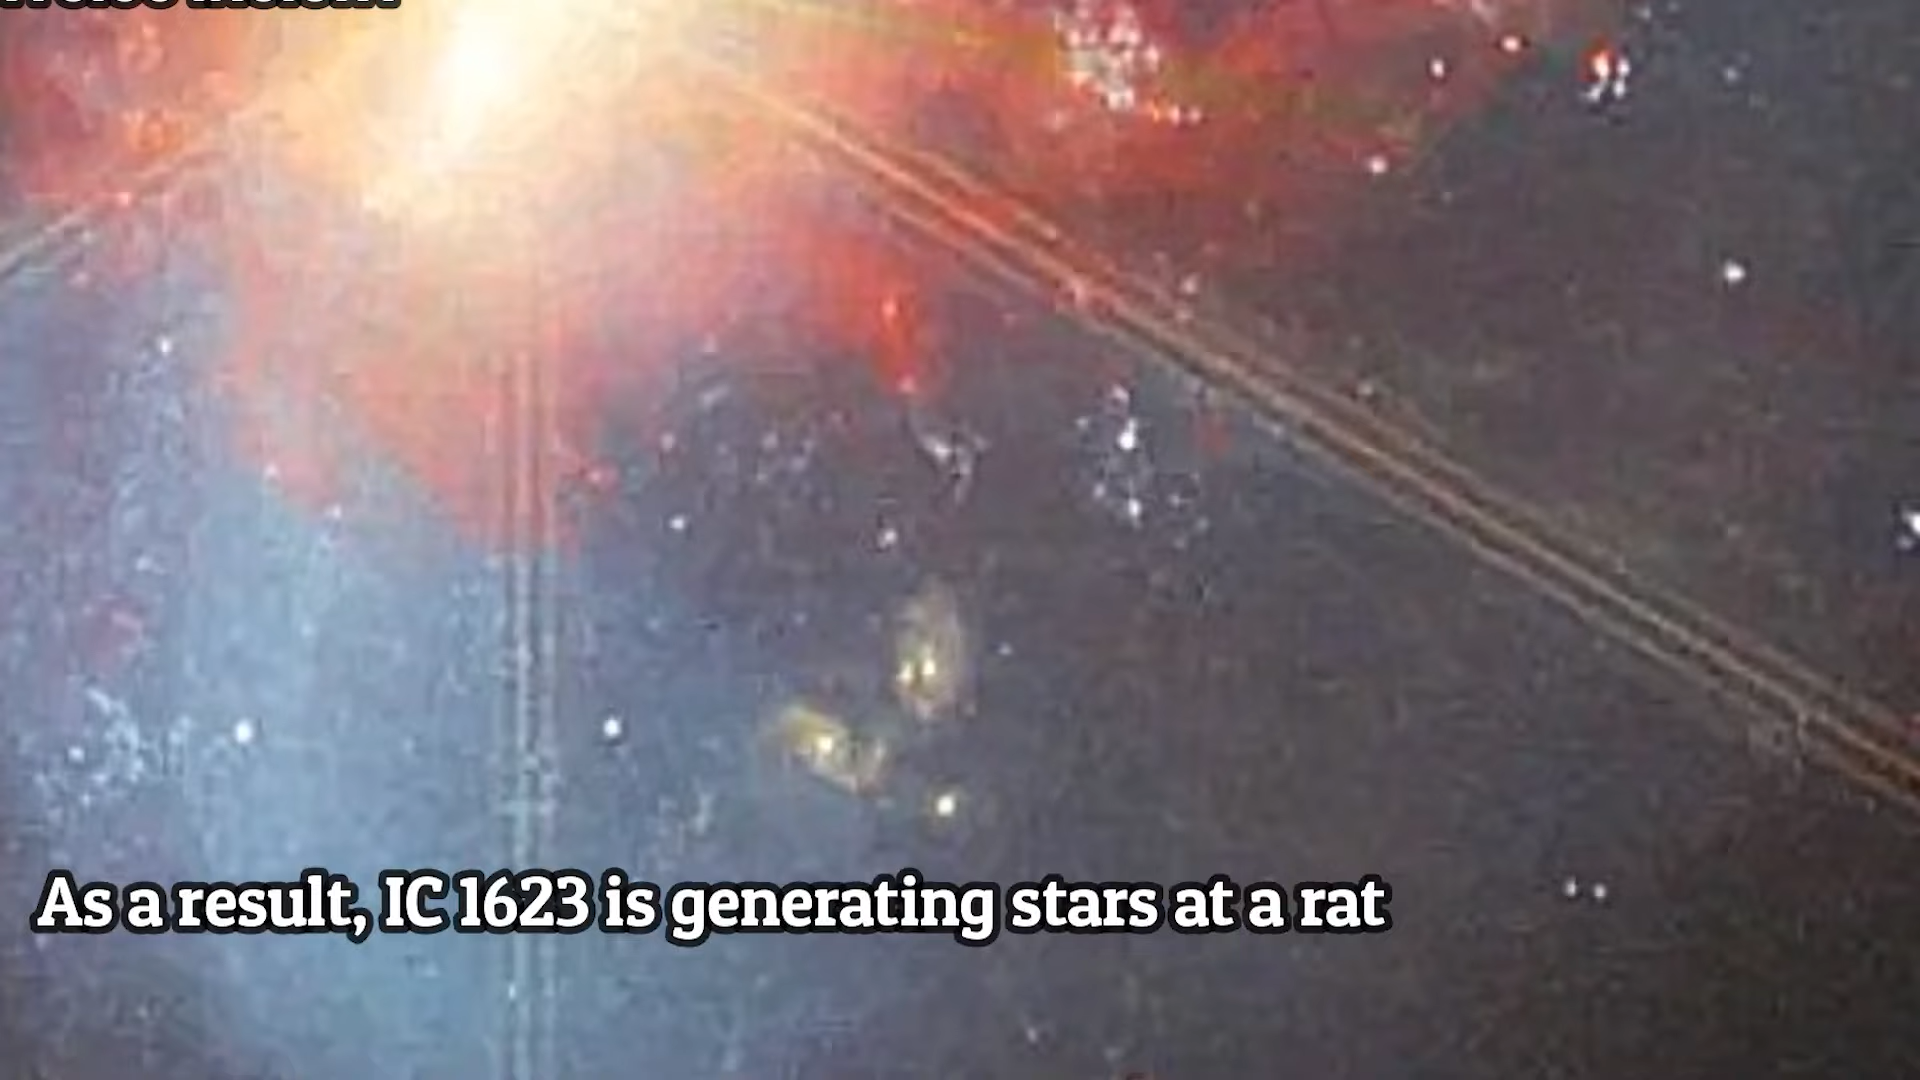 As a result, IC 1623 is generating stars at a rat